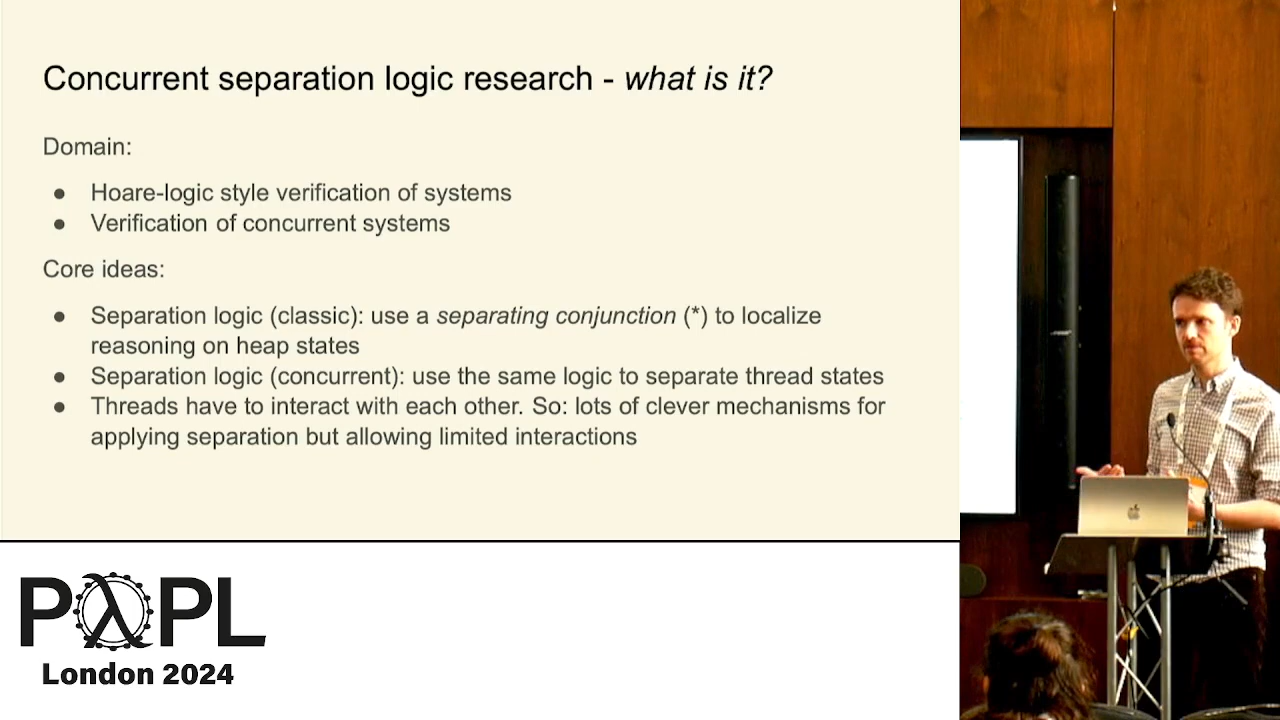 Concurrent separation logic research - what is it?
Domain:
● Hoare-logic style verification of systems
● Verification of concurrent systems
Core ideas:
● Separation logic (classic): use a separating conjunction (*) to localize
reasoning on heap states
● Separation logic (concurrent): use the same logic to separate thread states
● Threads have to interact with each other. So: lots of clever mechanisms for
applying separation but allowing limited interactions
PλPL
London 2024